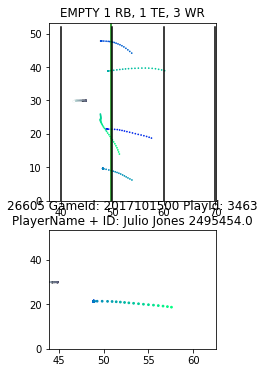 EMPTY 1 RB, 1 TE, 3 WR
50
40
30
20
10
0
40 50 60 70
26605 GameId: 2017101500 PlayId: 3463
PlayerName + ID: Julio Jones 2495454.0
40
20
0
45 50 55 60